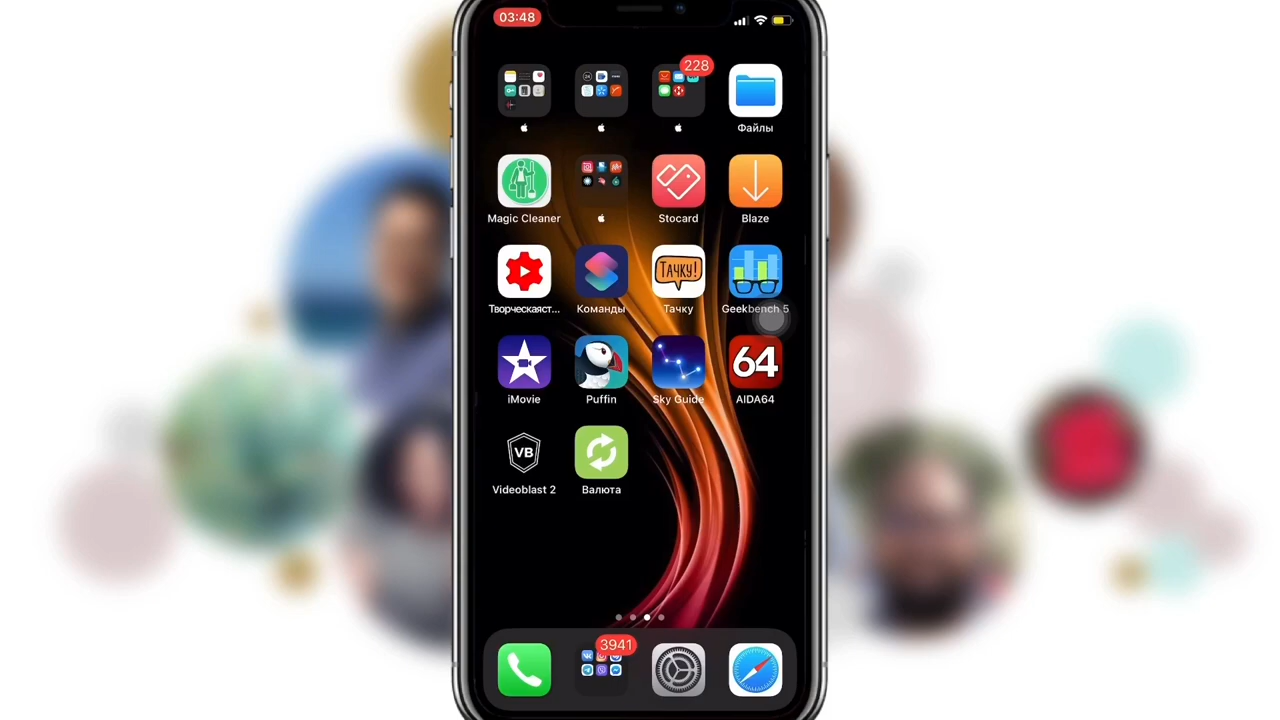 03:48
228
Файлы
Magic Cleaner
Stocard
Blaze
ТАЧКУ!
Творческаяст...
Команды
Тачку
Geekbench 5
64
iMovie
Puffin
Sky Guide
AIDA64
VB
Videoblast 2
Валюта
3941